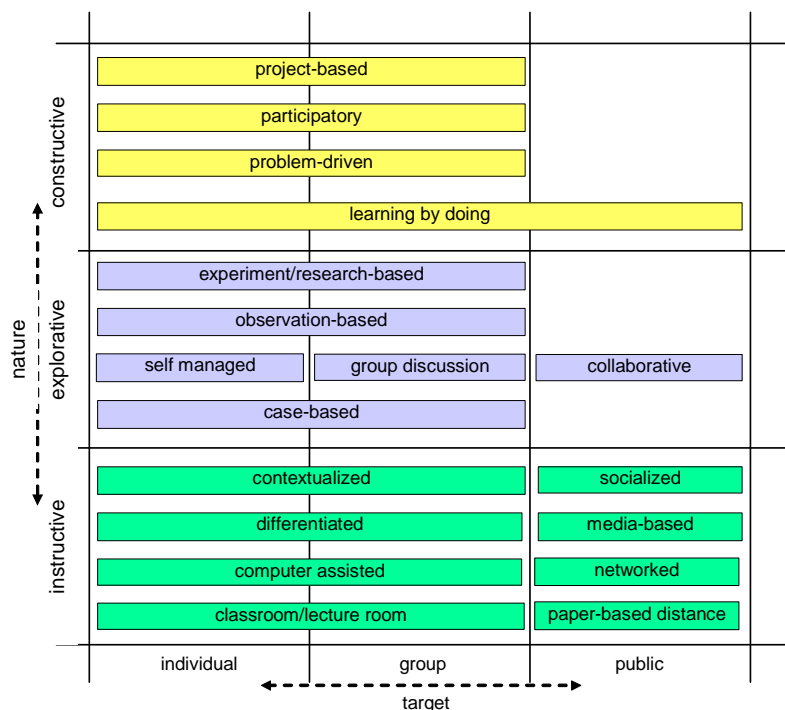 project-based
participatory
problem-driven
learning by doing
constructive
experiment/research-based
observation-based
self managed
group discussion
collaborative
case-based
nature
explorative
contextualized
socialized
differentiated
media-based
computer assisted
networked
classroom/lecture room
paper-based distance
instructive
individual
group
public
target